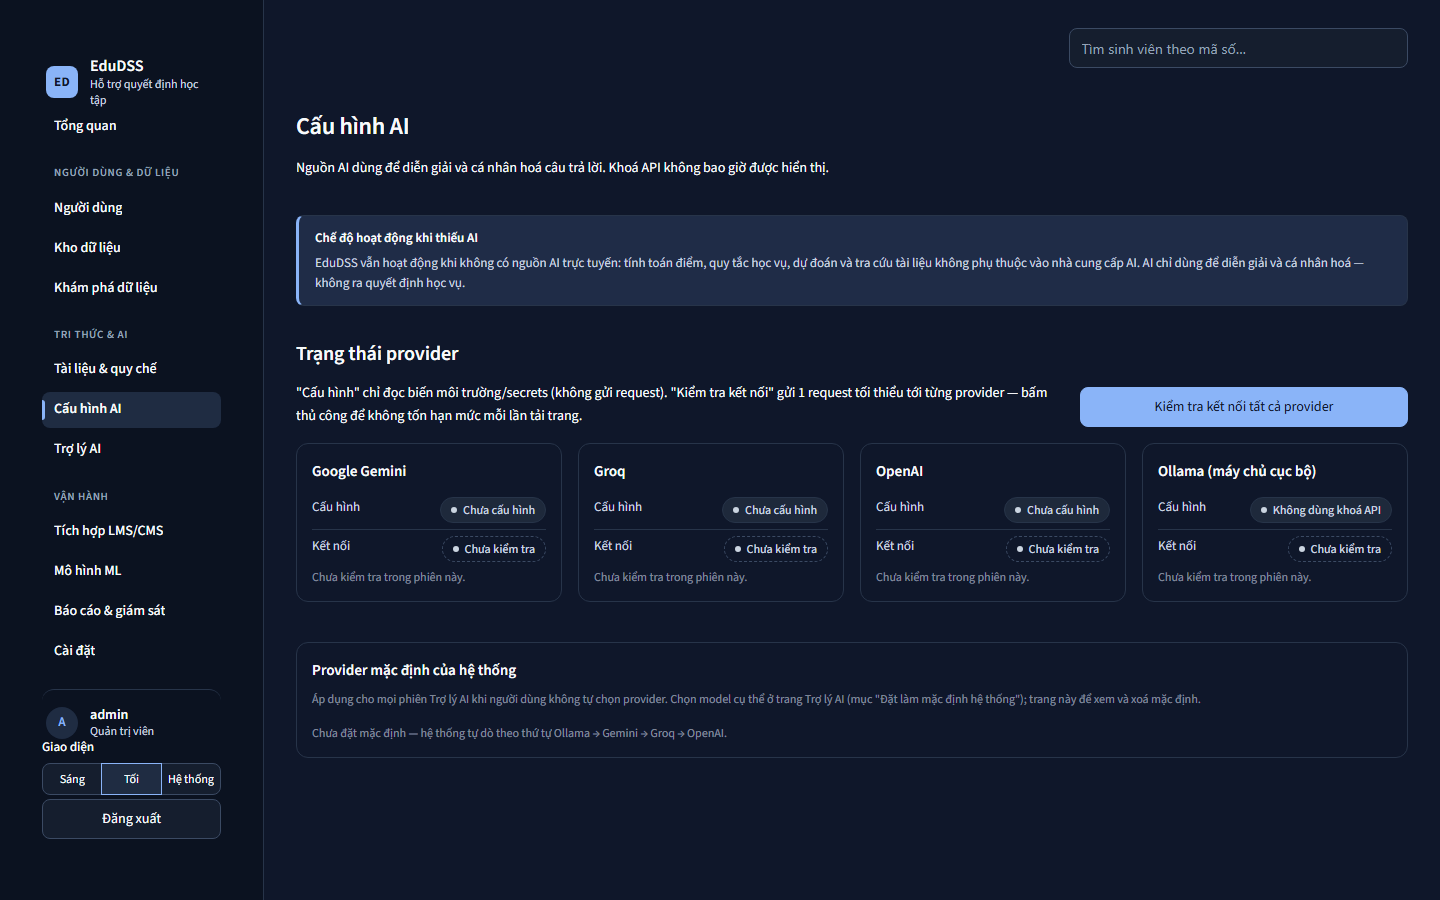 ED
EduDSS
Hỗ trợ quyết định học
tập
Tổng quan
NGƯỜI DÙNG & DỮ LIỆU
Người dùng
Kho dữ liệu
Khám phá dữ liệu
TRI THỨC & AI
Tài liệu & quy chế
Cấu hình AI
Trợ lý AI
VẬN HÀNH
Tích hợp LMS/CMS
Mô hình ML
Báo cáo & giám sát
Cài đặt
A
admin
Quản trị viên
Giao diện
Sáng
Tối
Hệ thống
Đăng xuất
Tìm sinh viên theo mã số...
Cấu hình AI
Nguồn AI dùng để diễn giải và cá nhân hoá câu trả lời. Khoá API không bao giờ được hiển thị.
Chế độ hoạt động khi thiếu AI
EduDSS vẫn hoạt động khi không có nguồn AI trực tuyến: tính toán điểm, quy tắc học vụ, dự đoán và tra cứu tài liệu không phụ thuộc vào nhà cung cấp AI. AI chỉ dùng để diễn giải và cá nhân hoá —
không ra quyết định học vụ.
Trạng thái provider
"Cấu hình" chỉ đọc biến môi trường/secrets (không gửi request). "Kiểm tra kết nối" gửi 1 request tối thiểu tới từng provider — bấm
thủ công để không tốn hạn mức mỗi lần tải trang.
Kiểm tra kết nối tất cả provider
Google Gemini
Cấu hình
Chưa cấu hình
Kết nối
Chưa kiểm tra
Chưa kiểm tra trong phiên này.
Groq
Cấu hình
Chưa cấu hình
Kết nối
Chưa kiểm tra
Chưa kiểm tra trong phiên này.
OpenAI
Cấu hình
Chưa cấu hình
Kết nối
Chưa kiểm tra
Chưa kiểm tra trong phiên này.
Ollama (máy chủ cục bộ)
Cấu hình
Không dùng khoá API
Kết nối
Chưa kiểm tra
Chưa kiểm tra trong phiên này.
Provider mặc định của hệ thống
Áp dụng cho mọi phiên Trợ lý AI khi người dùng không tự chọn provider. Chọn model cụ thể ở trang Trợ lý AI (mục "Đặt làm mặc định hệ thống"); trang này để xem và xoá mặc định.
Chưa đặt mặc định — hệ thống tự dò theo thứ tự Ollama → Gemini → Groq → OpenAI.